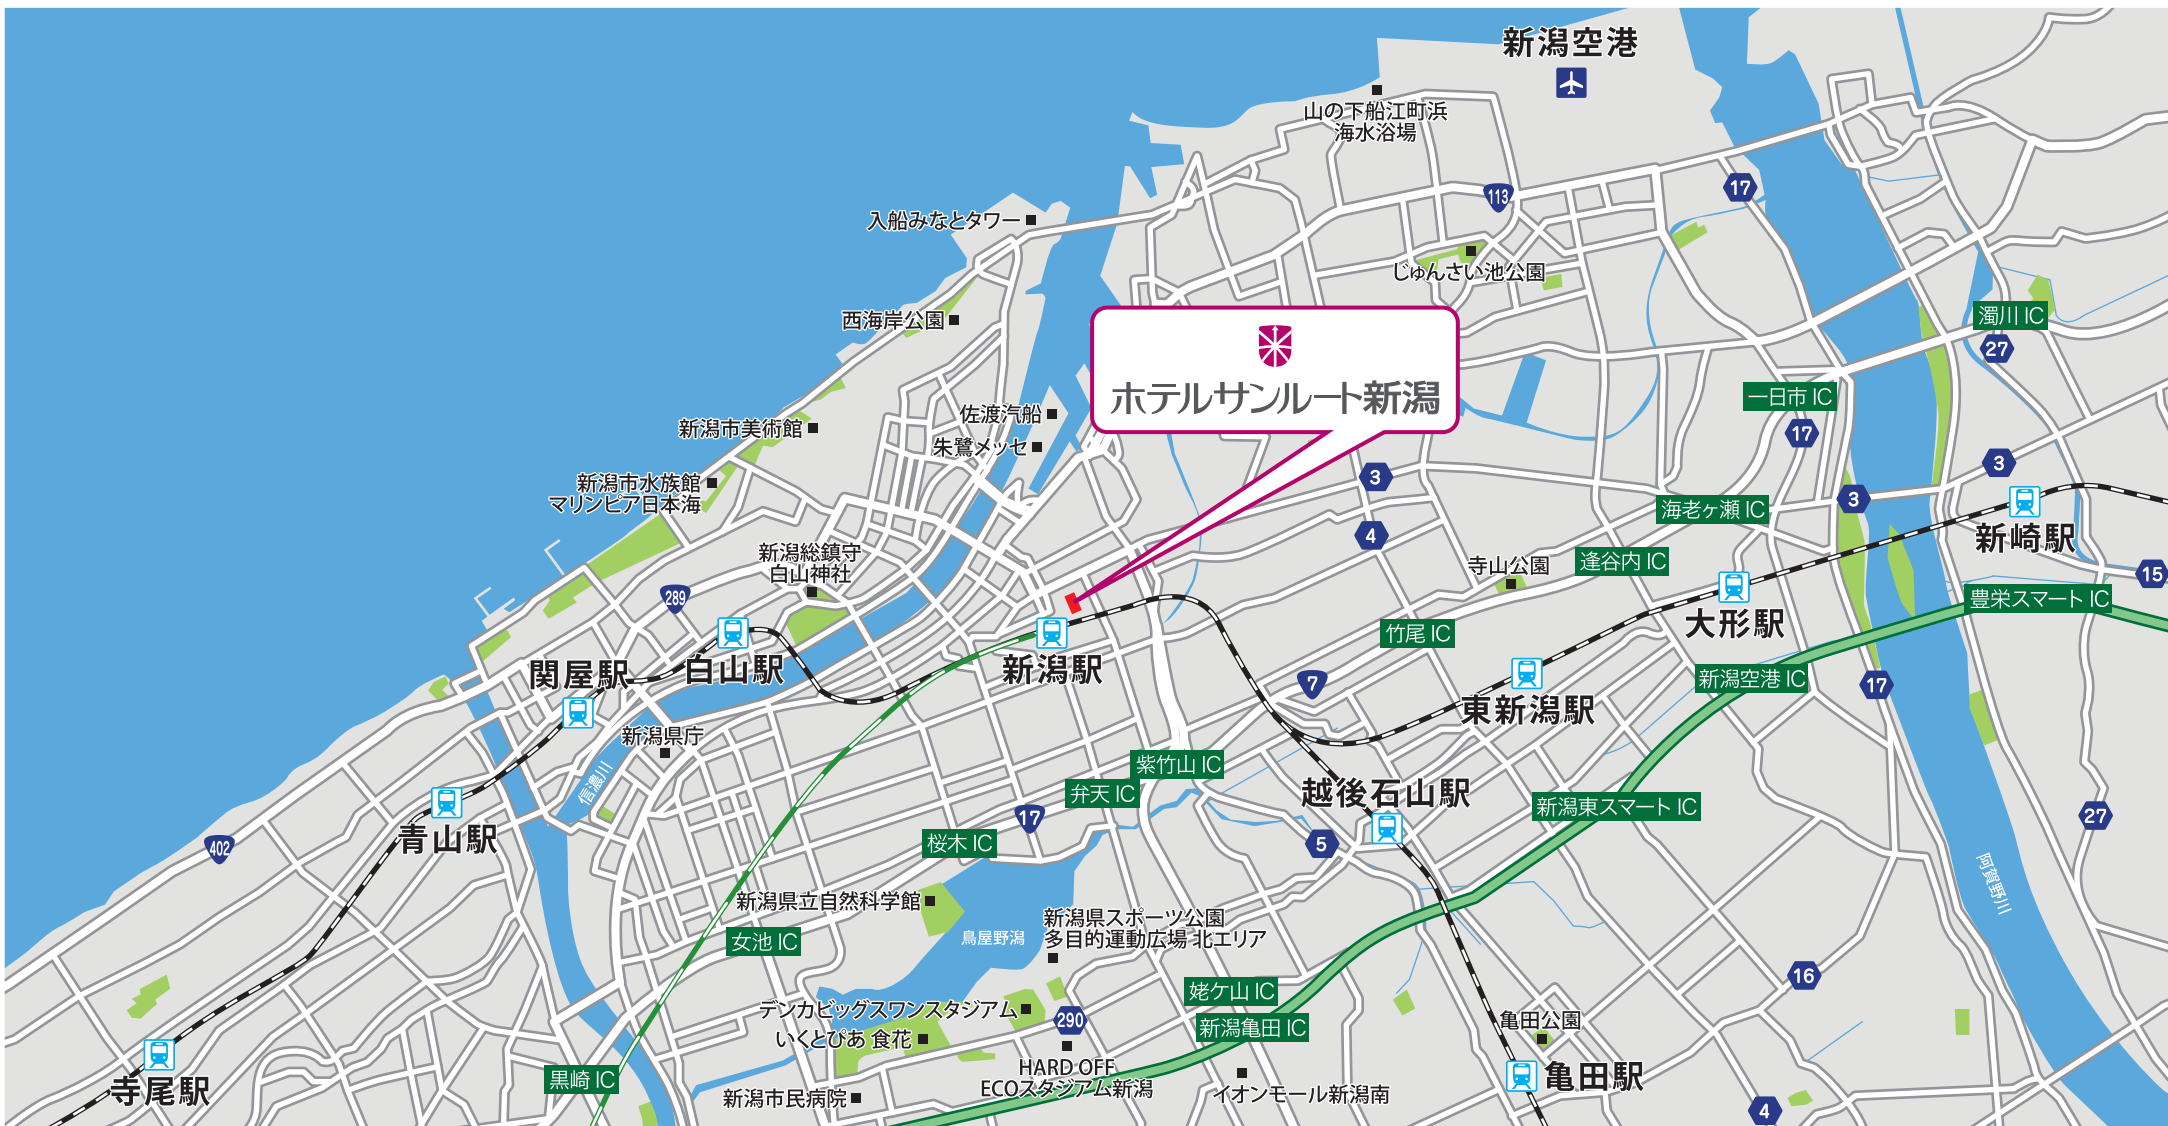 新潟空港
山の下船江町浜
海水浴場
17
113
入船みなとタワー
じゅんさい池公園
西海岸公園
濁川 IC
27
ホテルサンルート新潟
一日市 IC
17
佐渡汽船
新潟市美術館
朱鷺メッセ
3
3
新潟市水族館
マリンピア日本海
3
海老ヶ瀬 IC
新崎駅
4
新潟総鎮守
白山神社
寺山公園
逢谷内 IC
15
289
大形駅
豊栄スマート IC
竹尾 IC
関屋駅
白山駅
新潟駅
7
新潟空港 IC
17
東新潟駅
新潟県庁
紫竹山 IC
信濃川
弁天 IC
越後石山駅
新潟東スマート IC
青山駅
17
27
402
桜木 IC
5
阿賀野川
新潟県立自然科学館
女池 IC
鳥屋野潟
新潟県スポーツ公園
多目的運動広場 北エリア
16
姥ケ山 IC
デンカビッグスワンスタジアム
290
新潟亀田 IC
亀田公園
いくとぴあ 食花
HARD OFF
ECOスタジアム新潟
黒崎 IC
寺尾駅
新潟市民病院
イオンモール新潟南
亀田駅
4